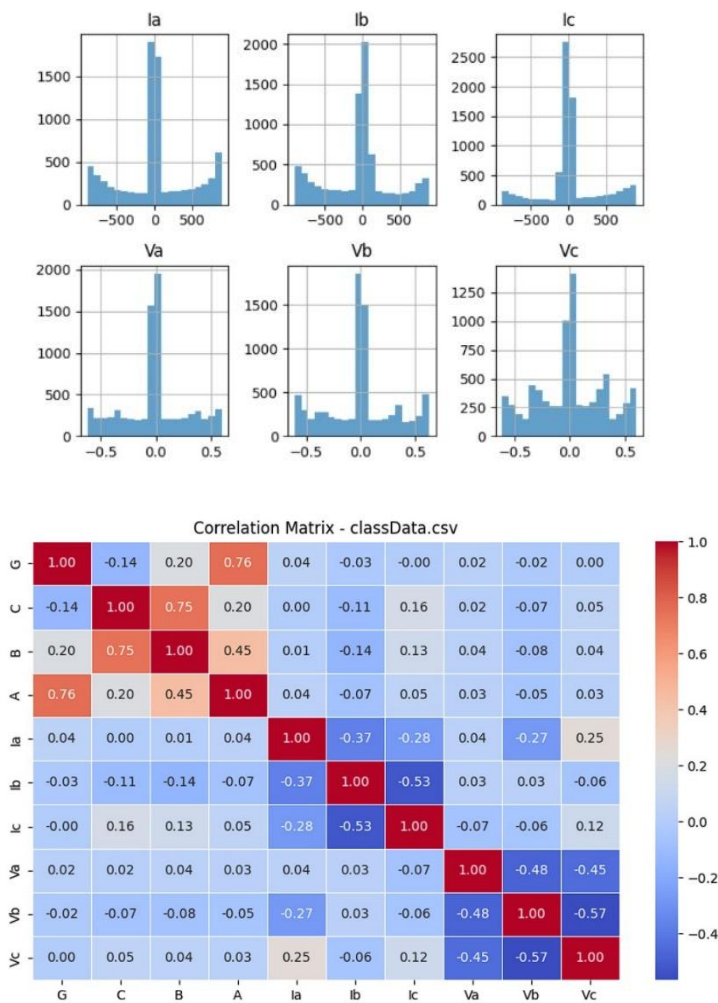 Ia Ib Ic
1500 1000 500 0
2000 1500 1000 500 0
2500 2000 1500 1000 500 0
−500 0 500
−500 0 500
−500 0 500
Va Vb Vc
2000 1500 1000 500 0
1500 1000 500 0
1250 1000 750 500 250 0
−0.5 0.0 0.5
−0.5 0.0 0.5
−0.5 0.0 0.5
Correlation Matrix - classData.csv
G 1.00 -0.14 0.20 0.76 0.04 -0.03 -0.00 0.02 -0.02 0.00
C -0.14 1.00 0.75 0.20 0.00 -0.11 0.16 0.02 -0.07 0.05
B 0.20 0.75 1.00 0.45 0.01 -0.14 0.13 0.04 -0.08 0.04
A 0.76 0.20 0.45 1.00 0.04 -0.07 0.05 0.03 -0.05 0.03
Ia 0.04 0.00 0.01 0.04 1.00 -0.37 -0.28 0.04 -0.27 0.25
Ib -0.03 -0.11 -0.14 -0.07 -0.37 1.00 -0.53 0.03 0.03 -0.06
Ic -0.00 0.16 0.13 0.05 -0.28 -0.53 1.00 -0.07 -0.06 0.12
Va 0.02 0.02 0.04 0.03 0.04 0.03 -0.07 1.00 -0.48 -0.45
Vb -0.02 -0.07 -0.08 -0.05 -0.27 0.03 -0.06 -0.48 1.00 -0.57
Vc 0.00 0.05 0.04 0.03 0.25 -0.06 0.12 -0.45 -0.57 1.00
G C B A Ia Ib Ic Va Vb Vc
1.0
0.8
0.6
0.4
0.2
0.0
−0.2
−0.4